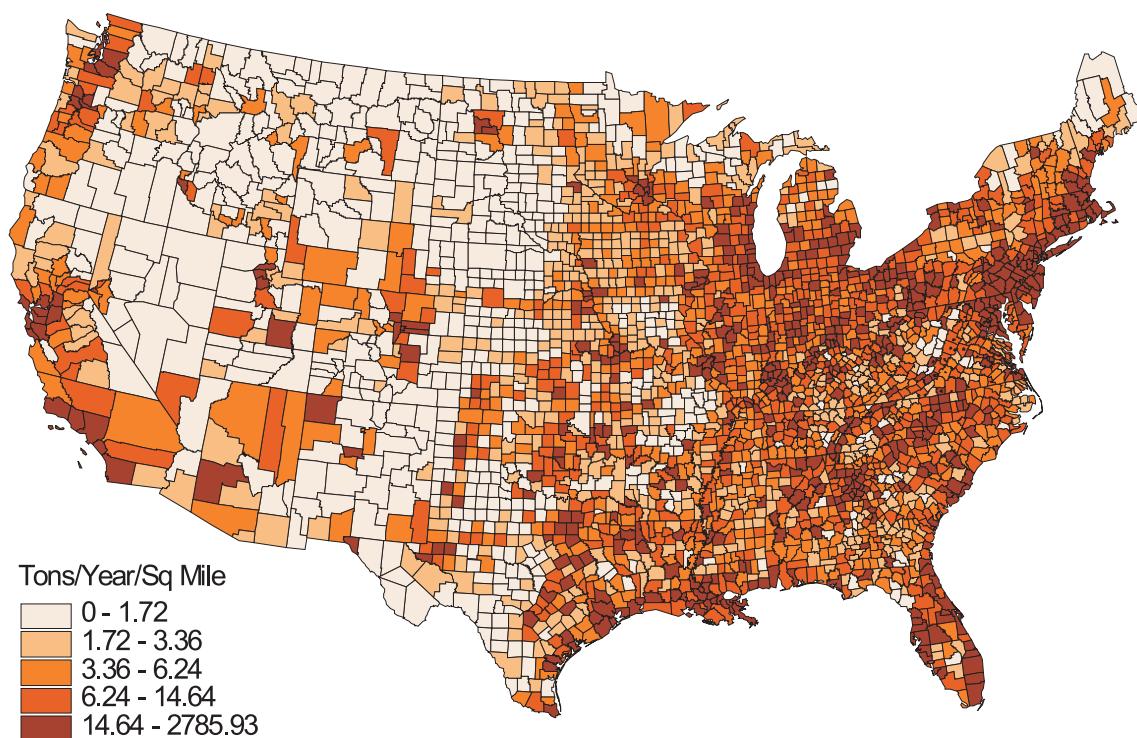 Tons/Year/Sq Mile
0 - 1.72
1.72 - 3.36
3.36 - 6.24
6.24 - 14.64
14.64 - 2785.93